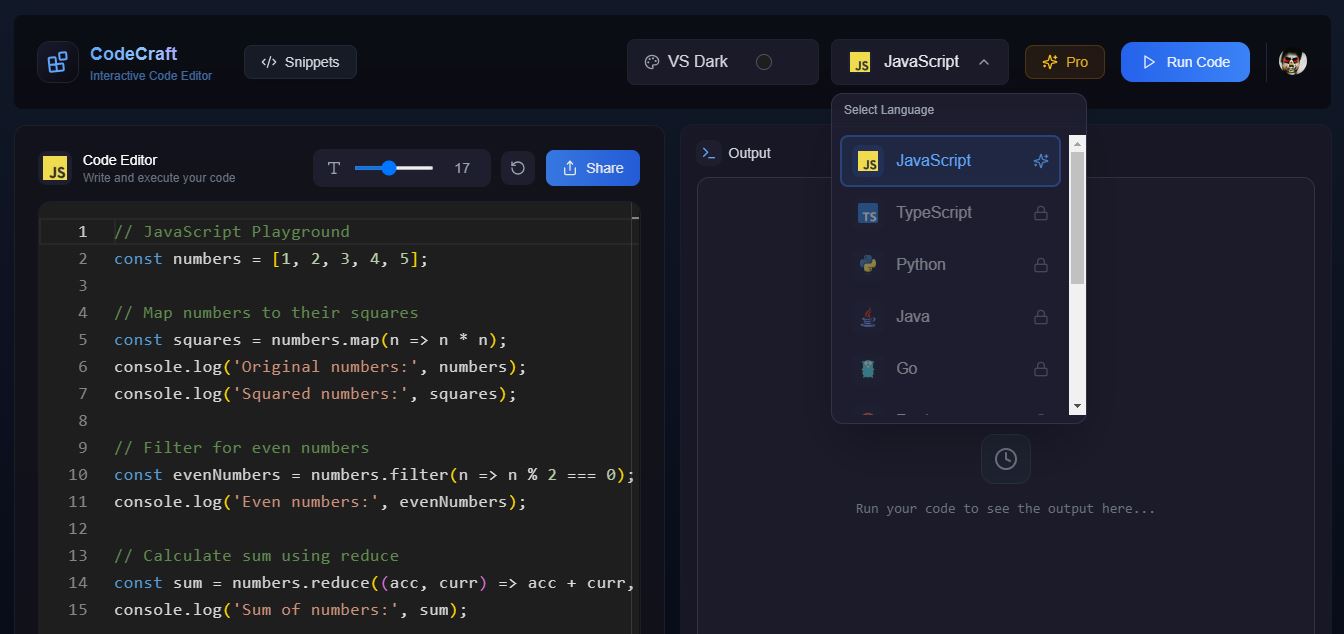 CodeCraft
Interactive Code Editor
</> Snippets
VS Dark
JS JavaScript
Pro
Run Code
Select Language
JS JavaScript
TS TypeScript
Python
Java
Go
JS Code Editor
Write and execute your code
T 17
Share
1 // JavaScript Playground
2 const numbers = [1, 2, 3, 4, 5];
3
4 // Map numbers to their squares
5 const squares = numbers.map(n => n * n);
6 console.log('Original numbers:', numbers);
7 console.log('Squared numbers:', squares);
8
9 // Filter for even numbers
10 const evenNumbers = numbers.filter(n => n % 2 === 0);
11 console.log('Even numbers:', evenNumbers);
12
13 // Calculate sum using reduce
14 const sum = numbers.reduce((acc, curr) => acc + curr,
15 console.log('Sum of numbers:', sum);
>_ Output
Run your code to see the output here...